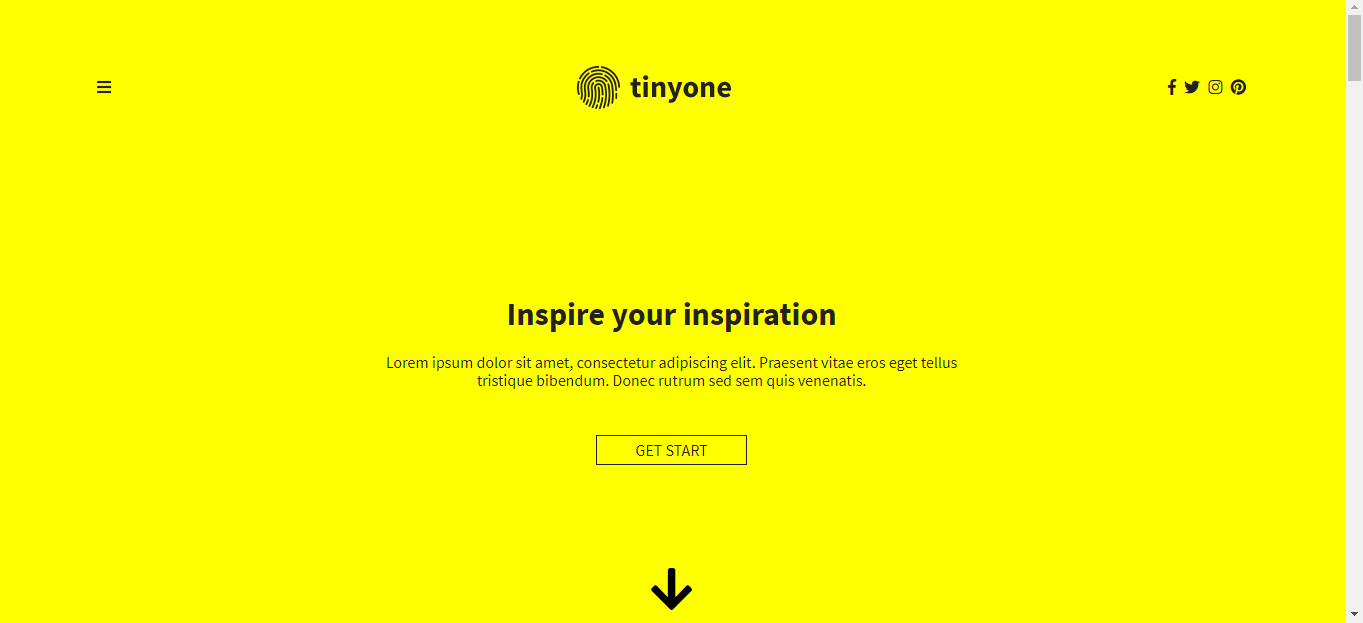 tinyone
Inspire your inspiration
Lorem ipsum dolor sit amet, consectetur adipiscing elit. Praesent vitae eros eget tellus
tristique bibendum. Donec rutrum sed sem quis venenatis.
GET START